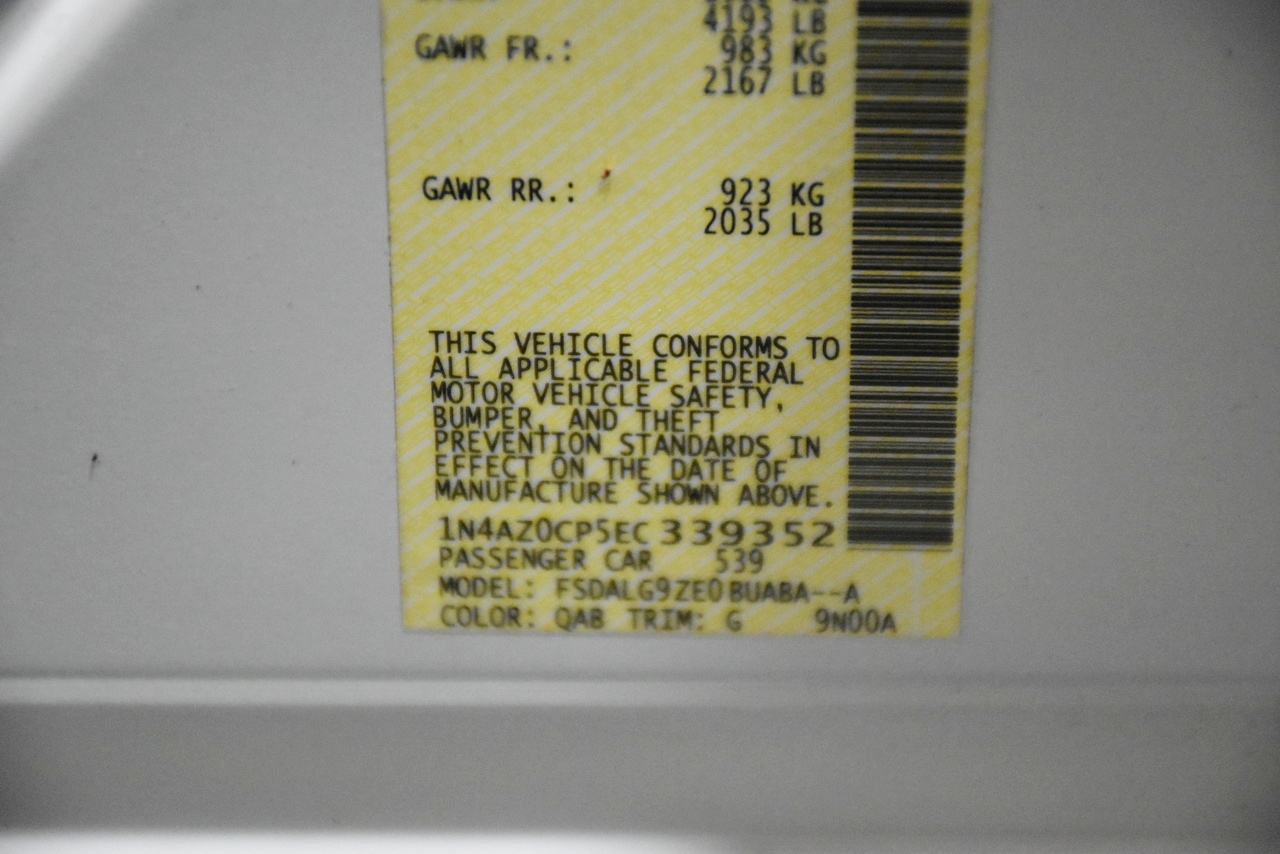 4193 LB
GAWR FR.: 983 KG
2167 LB
GAWR RR.: 923 KG
2035 LB
THIS VEHICLE CONFORMS TO
ALL APPLICABLE FEDERAL
MOTOR VEHICLE SAFETY,
BUMPER, AND THEFT
PREVENTION STANDARDS IN
EFFECT ON THE DATE OF
MANUFACTURE SHOWN ABOVE.
1N4AZ0CP5EC339352
PASSENGER CAR 539
MODEL: FSDALG9ZE0BUABA--A
COLOR: QAB TRIM: G 9N00A